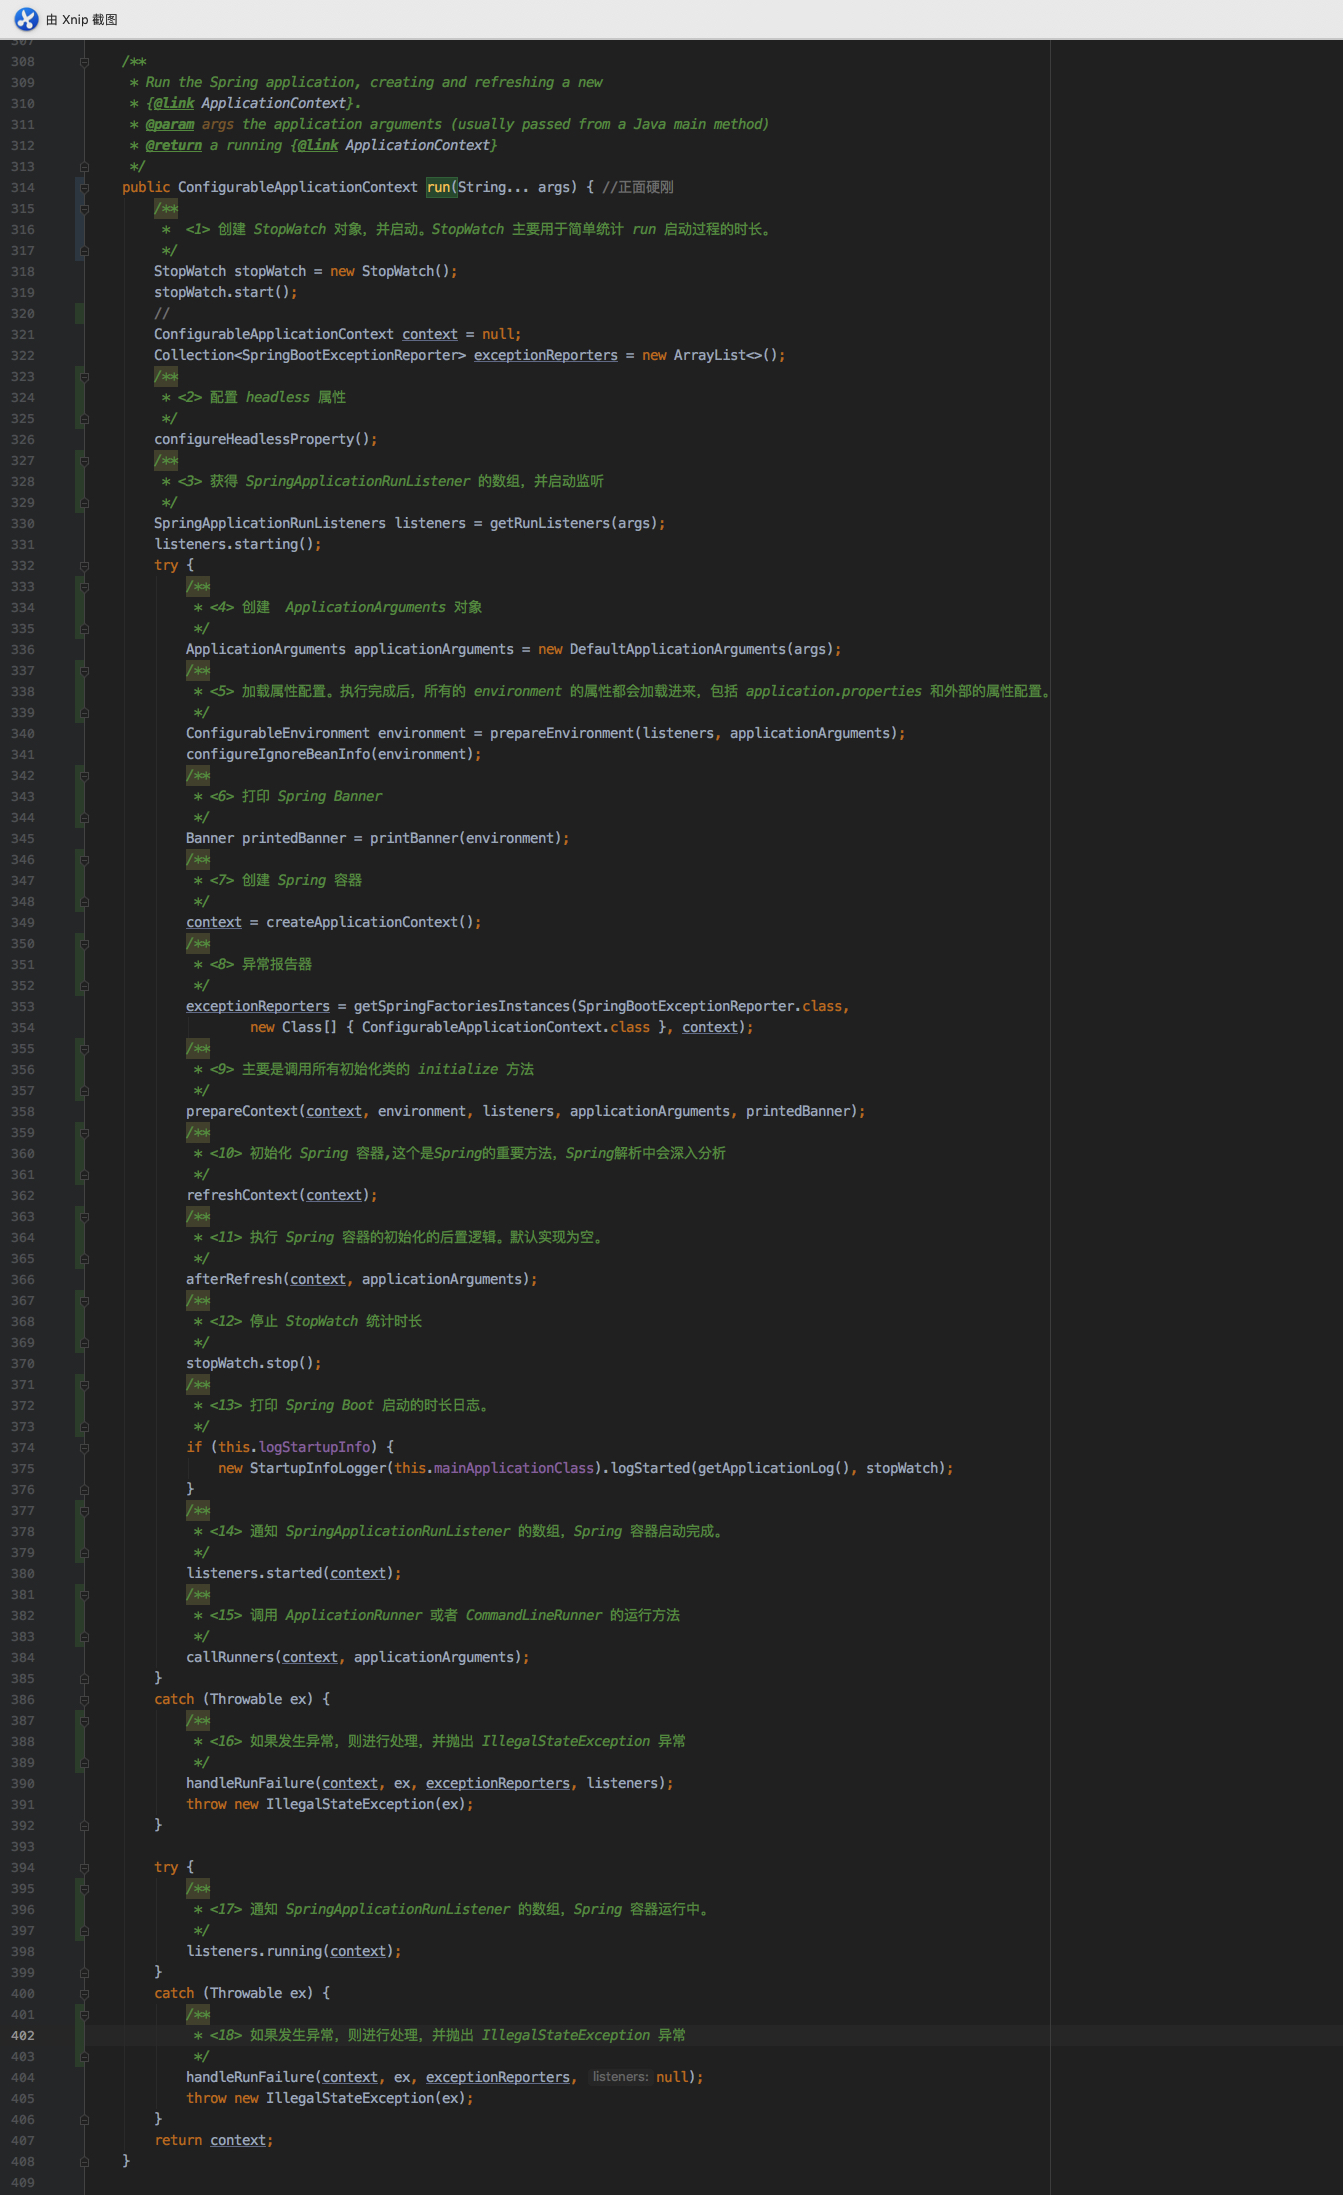 由 Xnip 截图
307
308 /**
309 * Run the Spring application, creating and refreshing a new
310 * {@link ApplicationContext}.
311 * @param args the application arguments (usually passed from a Java main method)
312 * @return a running {@link ApplicationContext}
313 */
314 public ConfigurableApplicationContext run(String... args) { //正面硬刚
315 /**
316 * <1> 创建 StopWatch 对象，并启动。StopWatch 主要用于简单统计 run 启动过程的时长。
317 */
318 StopWatch stopWatch = new StopWatch();
319 stopWatch.start();
320 //
321 ConfigurableApplicationContext context = null;
322 Collection<SpringBootExceptionReporter> exceptionReporters = new ArrayList<>();
323 /**
324 * <2> 配置 headless 属性
325 */
326 configureHeadlessProperty();
327 /**
328 * <3> 获得 SpringApplicationRunListener 的数组，并启动监听
329 */
330 SpringApplicationRunListeners listeners = getRunListeners(args);
331 listeners.starting();
332 try {
333 /**
334 * <4> 创建  ApplicationArguments 对象
335 */
336 ApplicationArguments applicationArguments = new DefaultApplicationArguments(args);
337 /**
338 * <5> 加载属性配置。执行完成后，所有的 environment 的属性都会加载进来，包括 application.properties 和外部的属性配置。
339 */
340 ConfigurableEnvironment environment = prepareEnvironment(listeners, applicationArguments);
341 configureIgnoreBeanInfo(environment);
342 /**
343 * <6> 打印 Spring Banner
344 */
345 Banner printedBanner = printBanner(environment);
346 /**
347 * <7> 创建 Spring 容器
348 */
349 context = createApplicationContext();
350 /**
351 * <8> 异常报告器
352 */
353 exceptionReporters = getSpringFactoriesInstances(SpringBootExceptionReporter.class,
354 new Class[] { ConfigurableApplicationContext.class }, context);
355 /**
356 * <9> 主要是调用所有初始化类的 initialize 方法
357 */
358 prepareContext(context, environment, listeners, applicationArguments, printedBanner);
359 /**
360 * <10> 初始化 Spring 容器,这个是Spring的重要方法，Spring解析中会深入分析
361 */
362 refreshContext(context);
363 /**
364 * <11> 执行 Spring 容器的初始化的后置逻辑。默认实现为空。
365 */
366 afterRefresh(context, applicationArguments);
367 /**
368 * <12> 停止 StopWatch 统计时长
369 */
370 stopWatch.stop();
371 /**
372 * <13> 打印 Spring Boot 启动的时长日志。
373 */
374 if (this.logStartupInfo) {
375 new StartupInfoLogger(this.mainApplicationClass).logStarted(getApplicationLog(), stopWatch);
376 }
377 /**
378 * <14> 通知 SpringApplicationRunListener 的数组，Spring 容器启动完成。
379 */
380 listeners.started(context);
381 /**
382 * <15> 调用 ApplicationRunner 或者 CommandLineRunner 的运行方法
383 */
384 callRunners(context, applicationArguments);
385 }
386 catch (Throwable ex) {
387 /**
388 * <16> 如果发生异常，则进行处理，并抛出 IllegalStateException 异常
389 */
390 handleRunFailure(context, ex, exceptionReporters, listeners);
391 throw new IllegalStateException(ex);
392 }
393
394 try {
395 /**
396 * <17> 通知 SpringApplicationRunListener 的数组，Spring 容器运行中。
397 */
398 listeners.running(context);
399 }
400 catch (Throwable ex) {
401 /**
402 * <18> 如果发生异常，则进行处理，并抛出 IllegalStateException 异常
403 */
404 handleRunFailure(context, ex, exceptionReporters, listeners: null);
405 throw new IllegalStateException(ex);
406 }
407 return context;
408 }
409